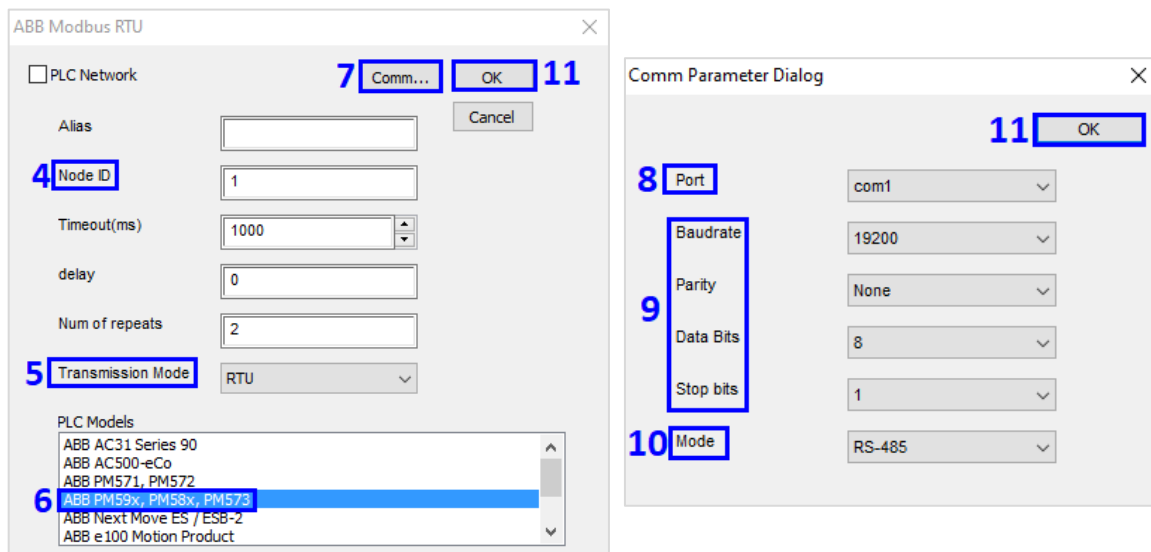 ABB Modbus RTU
PLC Network
7 Comm... OK 11
Cancel
Alias
4 Node ID 1
Timeout(ms) 1000
delay 0
Num of repeats 2
5 Transmission Mode RTU
PLC Models
ABB AC31 Series 90
ABB AC500-eCo
ABB PM571, PM572
6 ABB PM59x, PM58x, PM573
ABB Next Move ES / ESB-2
ABB e100 Motion Product
Comm Parameter Dialog
11 OK
8 Port com1
Baudrate 19200
Parity None
9
Data Bits 8
Stop bits 1
10 Mode RS-485